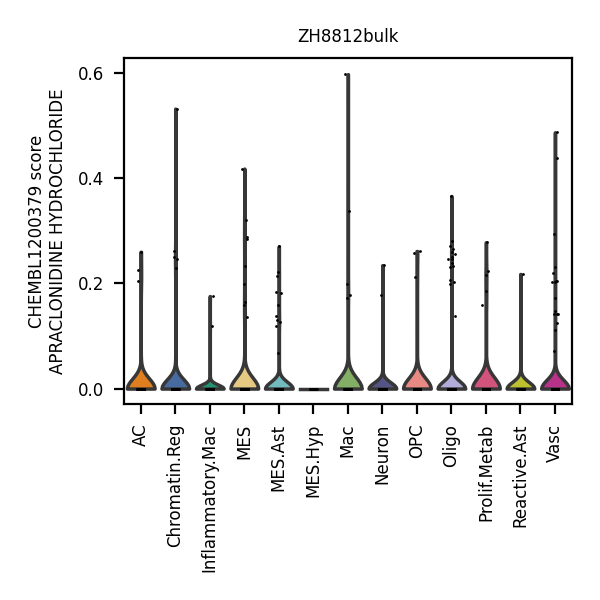 ZH8812bulk
CHEMBL1200379 score
APRACLONIDINE HYDROCHLORIDE
0.6
0.4
0.2
0.0
AC
Chromatin.Reg
Inflammatory.Mac
MES
MES.Ast
MES.Hyp
Mac
Neuron
OPC
Oligo
Prolif.Metab
Reactive.Ast
Vasc